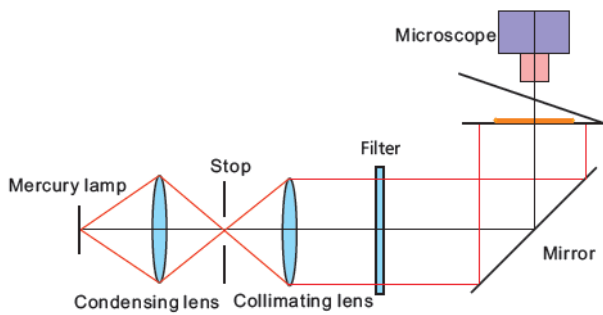 Microscope
Filter
Stop
Mercury lamp
Mirror
Condensing lens
Collimating lens